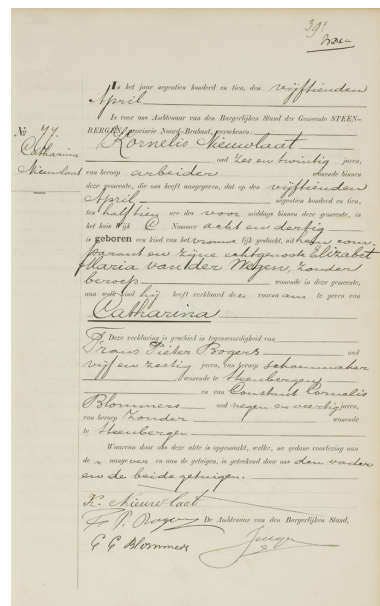 391
In het jaar negentien honderd en tien, den vijftienden
April
is voor ons Ambtenaar van den Burgerlijken Stand der Gemeente STEEN-
BERGEN, Provincie Noord-Brabant, verschenen:
No 77.
Catharina
Nieuwlaat
Kornelis Nieuwlaat
oud zes en twintig jaren,
van beroep arbeider wonende binnen
deze gemeente, die ons heeft aangegeven, dat op den vijftienden
April negentien honderd en tien,
ten half tien ure des voor middags binnen deze gemeente, in
het huis Wijk C Nummer acht en dertig
is geboren een kind van het vrouwelijk geslacht, uit hem com-
parant en zijne echtgenoote Elizabet
Maria van der Wegen, zonder
beroep wonende in deze gemeente,
aan welk kind hij heeft verklaard den voornaam te geven van
Catharina
Deze verklaring is geschied in tegenwoordigheid van
Frans Pieter Bogers oud
vijf en zestig jaren, van beroep schoenmaker
wonende te Steenbergen
en van Constant Cornelis
Blommers oud negen en veertig jaren,
van beroep zonder wonende
te Steenbergen
Waarvan door ons deze akte is opgemaakt, welke, na gedane voorlezing aan
de aangever en aan de getuigen, is geteekend door ons den vader
en de beide getuigen.
K. Nieuwlaat
F. P. Bogers De Ambtenaar van den Burgerlijken Stand,
C C Blommers